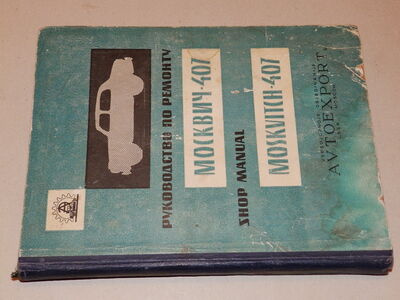 РУКОВОДСТВО ПО РЕМОНТУ
МОСКВИЧ-407
SHOP MANUAL
MOSKVITCH-407
AVTOEXPORT